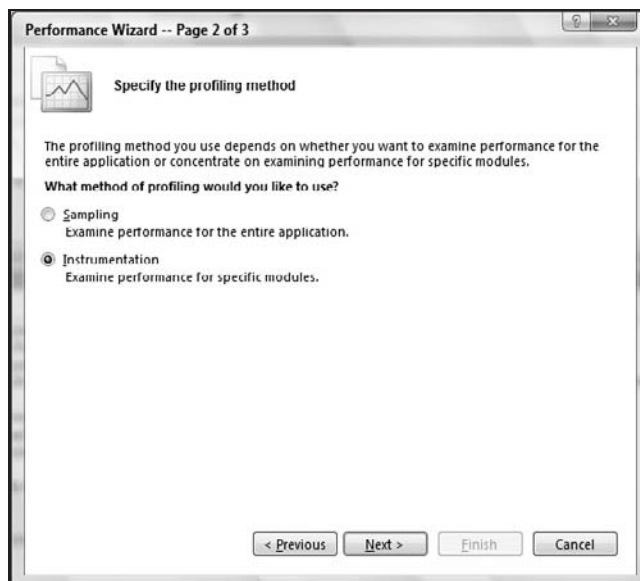 Performance Wizard -- Page 2 of 3
?
Specify the profiling method
The profiling method you use depends on whether you want to examine performance for the
entire application or concentrate on examining performance for specific modules.
What method of profiling would you like to use?
Sampling
Examine performance for the entire application.
Instrumentation
Examine performance for specific modules.
< Previous Next > Finish Cancel